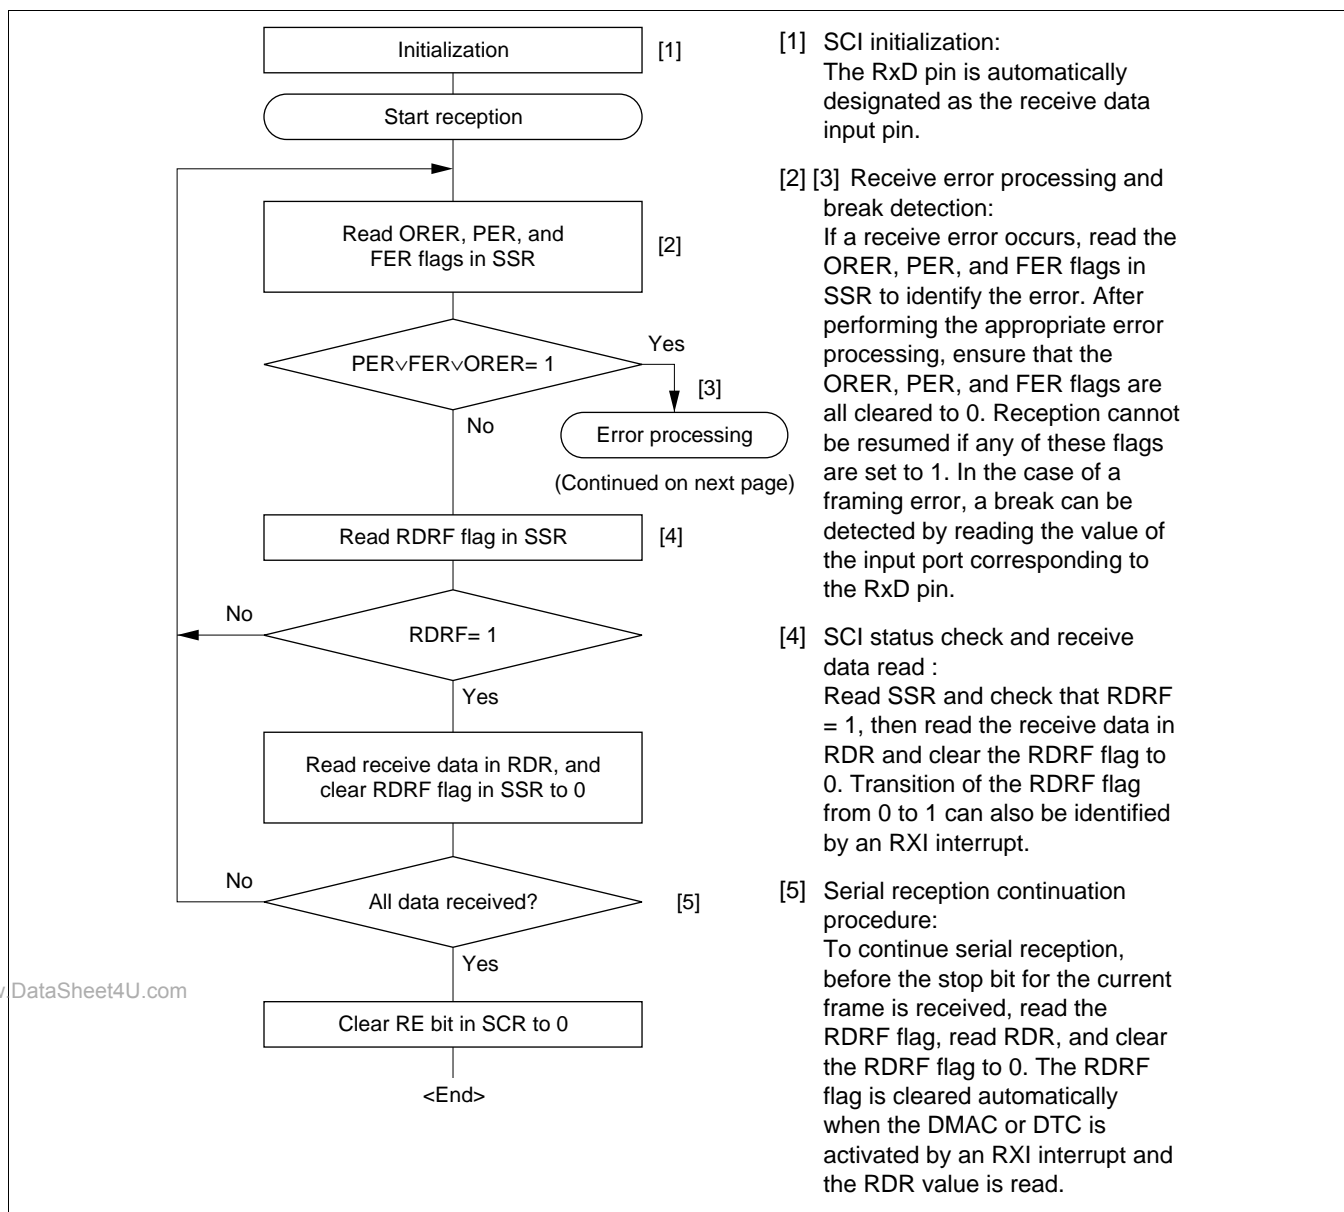 Initialization
[1]
Start reception
Read ORER, PER, and
FER flags in SSR
[2]
PER∨FER∨ORER= 1
Yes
[3]
No
Error processing
(Continued on next page)
Read RDRF flag in SSR
[4]
No
RDRF= 1
Yes
Read receive data in RDR, and
clear RDRF flag in SSR to 0
No
All data received?
[5]
Yes
Clear RE bit in SCR to 0
<End>
[1] SCI initialization:
The RxD pin is automatically
designated as the receive data
input pin.
[2] [3] Receive error processing and
break detection:
If a receive error occurs, read the
ORER, PER, and FER flags in
SSR to identify the error. After
performing the appropriate error
processing, ensure that the
ORER, PER, and FER flags are
all cleared to 0. Reception cannot
be resumed if any of these flags
are set to 1. In the case of a
framing error, a break can be
detected by reading the value of
the input port corresponding to
the RxD pin.
[4] SCI status check and receive
data read :
Read SSR and check that RDRF
= 1, then read the receive data in
RDR and clear the RDRF flag to
0. Transition of the RDRF flag
from 0 to 1 can also be identified
by an RXI interrupt.
[5] Serial reception continuation
procedure:
To continue serial reception,
before the stop bit for the current
frame is received, read the
RDRF flag, read RDR, and clear
the RDRF flag to 0. The RDRF
flag is cleared automatically
when the DMAC or DTC is
activated by an RXI interrupt and
the RDR value is read.
.DataSheet4U.com